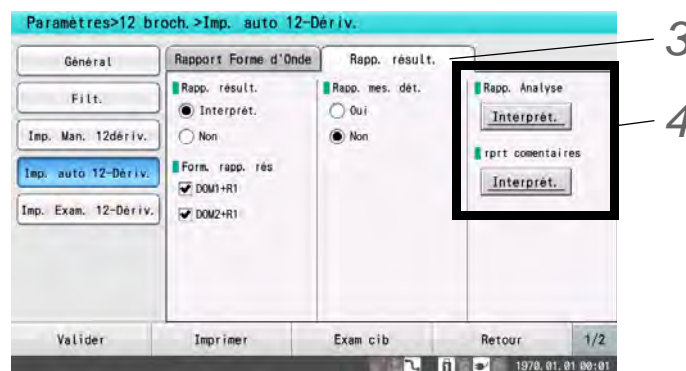 Paramètres>12 broch.>Imp. auto 12-Dériv.
Général
Filt.
Imp. Man. 12dériv.
Imp. auto 12-Dériv.
Imp. Exam. 12-Dériv.
Rapport Forme d'Onde
Rapp. résult.
Rapp. résult.
Interprét.
Non
Form. rapp. rés
DOM1+R1
DOM2+R1
Rapp. mes. dét.
Oui
Non
Rapp. Analyse
Interprét.
rprt comentaires
Interprét.
3
4
Valider
Imprimer
Exam cib
Retour
1/2
1970.01.01 00:01